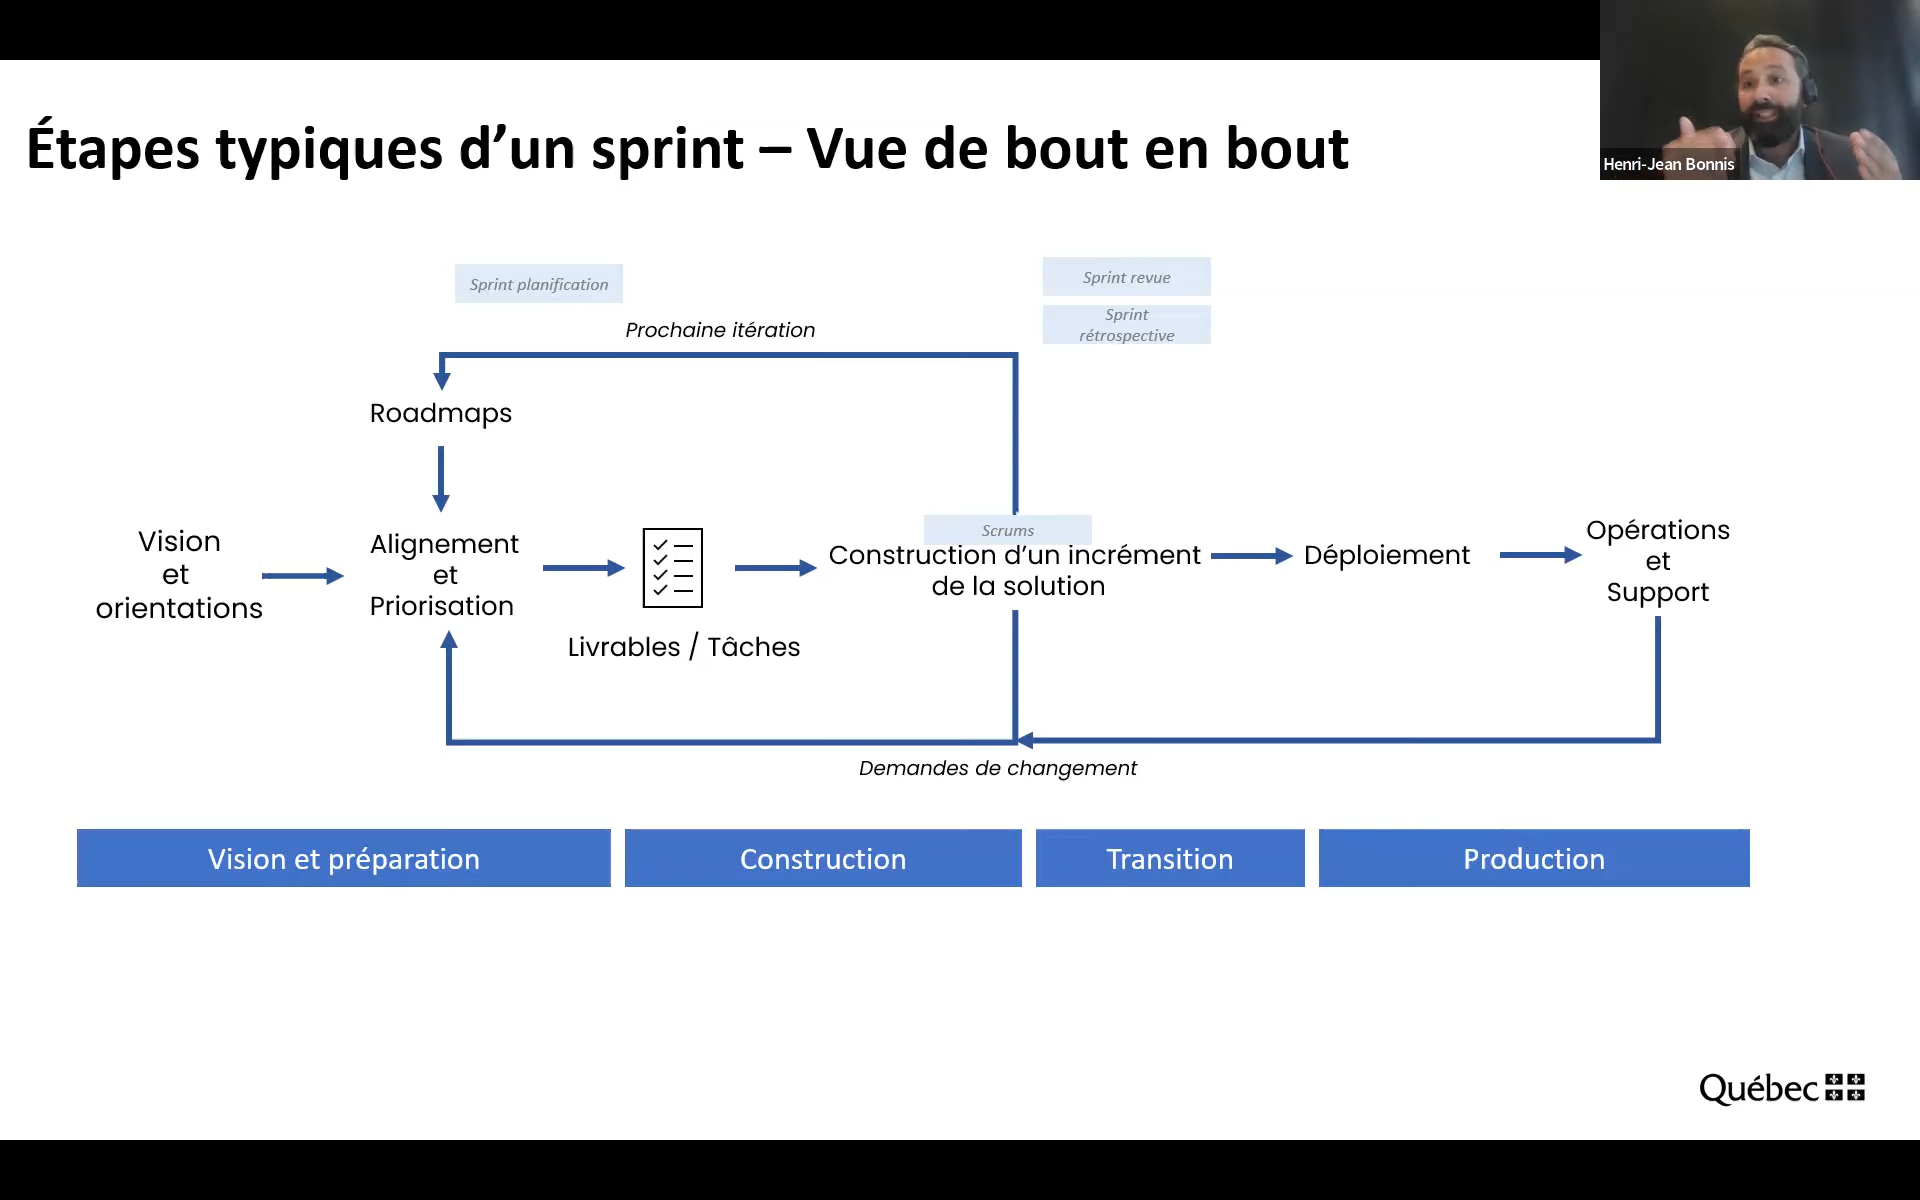 Étapes typiques d’un sprint – Vue de bout en bout
Henri-Jean Bonnis
Sprint planification
Sprint revue
Sprint
rétrospective
Prochaine itération
Roadmaps
Vision
et
orientations
Alignement
et
Priorisation
Livrables / Tâches
Scrums
Construction d’un incrément
de la solution
Déploiement
Opérations
et
Support
Demandes de changement
Vision et préparation
Construction
Transition
Production
Québec